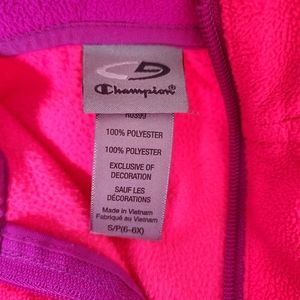 Champion®
R0399
100% POLYESTER
100% POLYESTER
EXCLUSIVE OF
DECORATION
SAUF LES
DÉCORATIONS
Made in Vietnam
Fabriqué au Vietnam
S/P(6-6X)